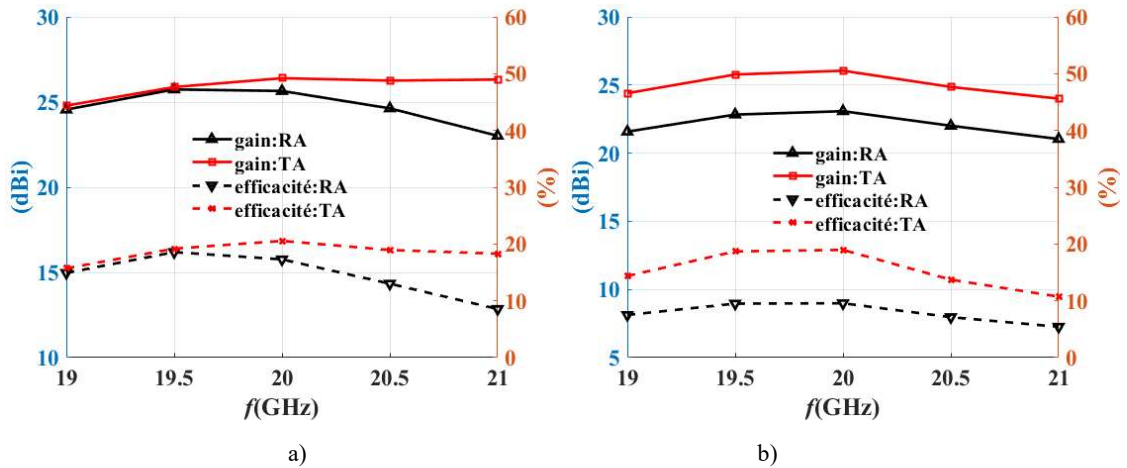 30
25
20
15
10
(dBi)
gain:RA
gain:TA
efficacité:RA
efficacité:TA
60
50
40
30
20
10
0
(%)
19
19.5
20
20.5
21
f(GHz)
a)
30
25
20
15
10
5
(dBi)
gain:RA
gain:TA
efficacité:RA
efficacité:TA
60
50
40
30
20
10
0
(%)
19
19.5
20
20.5
21
f(GHz)
b)